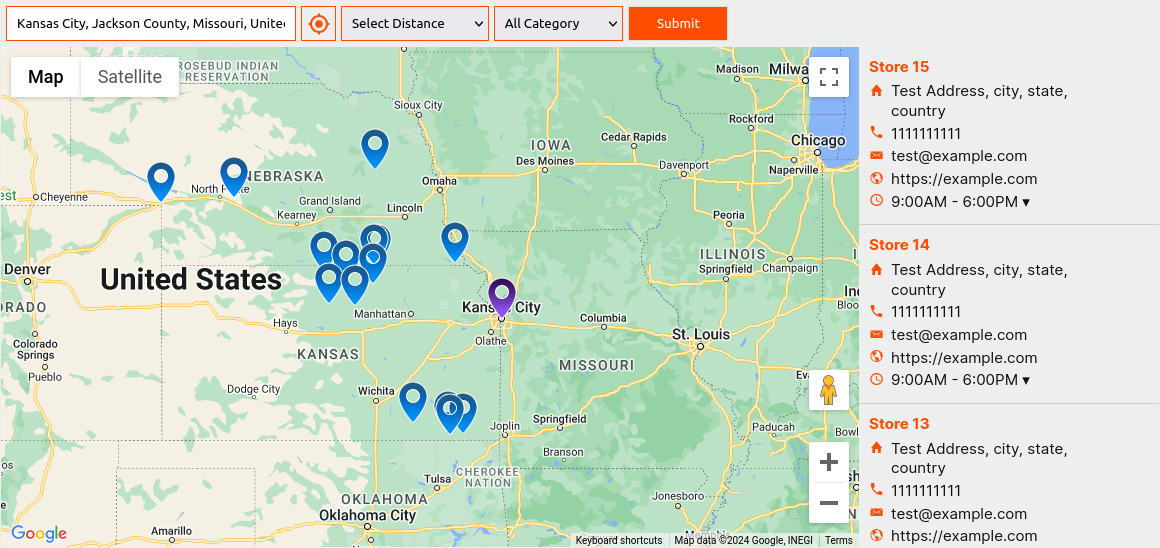 Kansas City, Jackson County, Missouri, Unite
Select Distance
All Category
Submit
Map
Satellite
ROSEBUD INDIAN
RESERVATION
Sioux City
Madison
Rockford
Chicago
Naperville
Cedar Rapids
IOWA
Des Moines
Davenport
NEBRASKA
Cheyenne
Omaha
Grand Island
Kearney
Lincoln
Peoria
ILLINOIS
Springfield
Champaign
Denver
United States
Manhattan
Kansas City
Columbia
Hays
Olathe
St. Louis
Colorado
Springs
Pueblo
KANSAS
MISSOURI
Dodge City
Wichita
Joplin
Springfield
Branson
Paducah
Tulsa
CHEROKEE
NATION
OKLAHOMA
Oklahoma City
Jonesboro
Amarillo
Google
Keyboard shortcuts
Map data ©2024 Google, INEGI
Terms
Store 15
Test Address, city, state,
country
1111111111
test@example.com
https://example.com
9:00AM - 6:00PM ▾
Store 14
Test Address, city, state,
country
1111111111
test@example.com
https://example.com
9:00AM - 6:00PM ▾
Store 13
Test Address, city, state,
country
1111111111
test@example.com
https://example.com